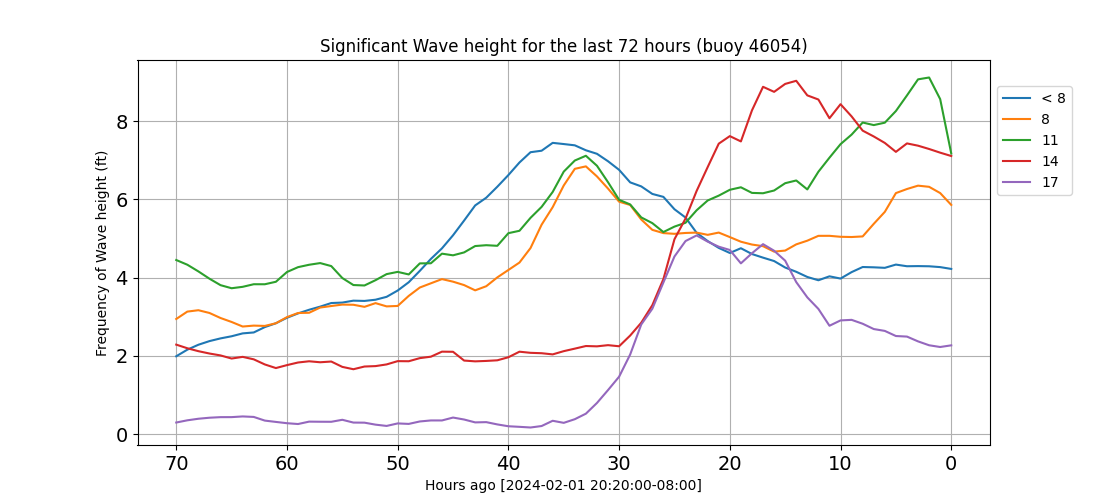 Significant Wave height for the last 72 hours (buoy 46054)
Frequency of Wave height (ft)
8
6
4
2
0
70 60 50 40 30 20 10 0
Hours ago [2024-02-01 20:20:00-08:00]
< 8
8
11
14
17